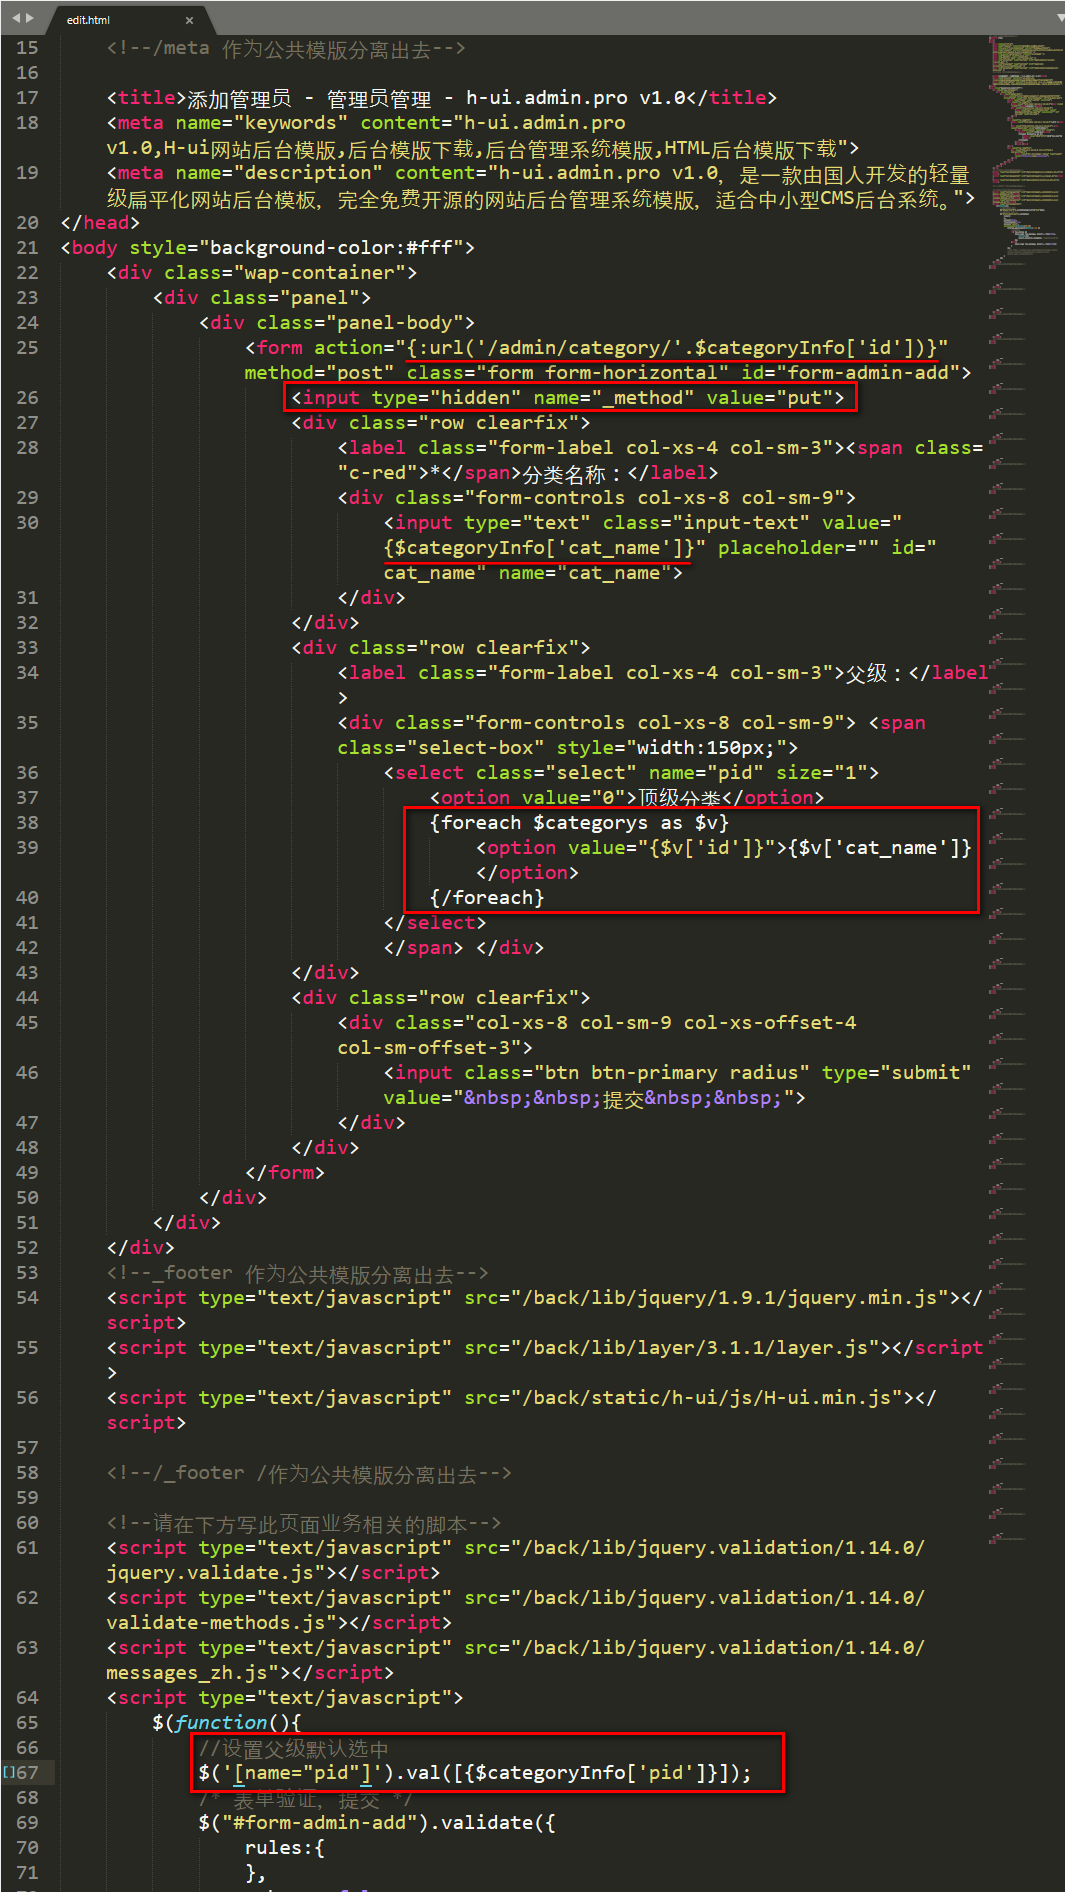 edit.html ×
15 <!--/meta 作为公共模版分离出去-->
16
17 <title>添加管理员 - 管理员管理 - h-ui.admin.pro v1.0</title>
18 <meta name="keywords" content="h-ui.admin.pro
v1.0,H-ui网站后台模版,后台模版下载,后台管理系统模版,HTML后台模版下载">
19 <meta name="description" content="h-ui.admin.pro v1.0，是一款由国人开发的轻量
级扁平化网站后台模板，完全免费开源的网站后台管理系统模版，适合中小型CMS后台系统。">
20 </head>
21 <body style="background-color:#fff">
22 <div class="wap-container">
23 <div class="panel">
24 <div class="panel-body">
25 <form action="{:url('/admin/category/'.$categoryInfo['id'])}"
method="post" class="form form-horizontal" id="form-admin-add">
26 <input type="hidden" name="_method" value="put">
27 <div class="row clearfix">
28 <label class="form-label col-xs-4 col-sm-3"><span class=
"c-red">*</span>分类名称：</label>
29 <div class="form-controls col-xs-8 col-sm-9">
30 <input type="text" class="input-text" value="
{$categoryInfo['cat_name']}" placeholder="" id="
cat_name" name="cat_name">
31 </div>
32 </div>
33 <div class="row clearfix">
34 <label class="form-label col-xs-4 col-sm-3">父级：</label
>
35 <div class="form-controls col-xs-8 col-sm-9"> <span
class="select-box" style="width:150px;">
36 <select class="select" name="pid" size="1">
37 <option value="0">顶级分类</option>
38 {foreach $categorys as $v}
39 <option value="{$v['id']}">{$v['cat_name']}
</option>
40 {/foreach}
41 </select>
42 </span> </div>
43 </div>
44 <div class="row clearfix">
45 <div class="col-xs-8 col-sm-9 col-xs-offset-4
col-sm-offset-3">
46 <input class="btn btn-primary radius" type="submit"
value="&nbsp;&nbsp;提交&nbsp;&nbsp;">
47 </div>
48 </div>
49 </form>
50 </div>
51 </div>
52 </div>
53 <!--_footer 作为公共模版分离出去-->
54 <script type="text/javascript" src="/back/lib/jquery/1.9.1/jquery.min.js"></
script>
55 <script type="text/javascript" src="/back/lib/layer/3.1.1/layer.js"></script
>
56 <script type="text/javascript" src="/back/static/h-ui/js/H-ui.min.js"></
script>
57
58 <!--/_footer /作为公共模版分离出去-->
59
60 <!--请在下方写此页面业务相关的脚本-->
61 <script type="text/javascript" src="/back/lib/jquery.validation/1.14.0/
jquery.validate.js"></script>
62 <script type="text/javascript" src="/back/lib/jquery.validation/1.14.0/
validate-methods.js"></script>
63 <script type="text/javascript" src="/back/lib/jquery.validation/1.14.0/
messages_zh.js"></script>
64 <script type="text/javascript">
65 $(function(){
66 //设置父级默认选中
67 $('[name="pid"]').val([{$categoryInfo['pid']}]);
68 /* 表单验证，提交 */
69 $("#form-admin-add").validate({
70 rules:{
71 },